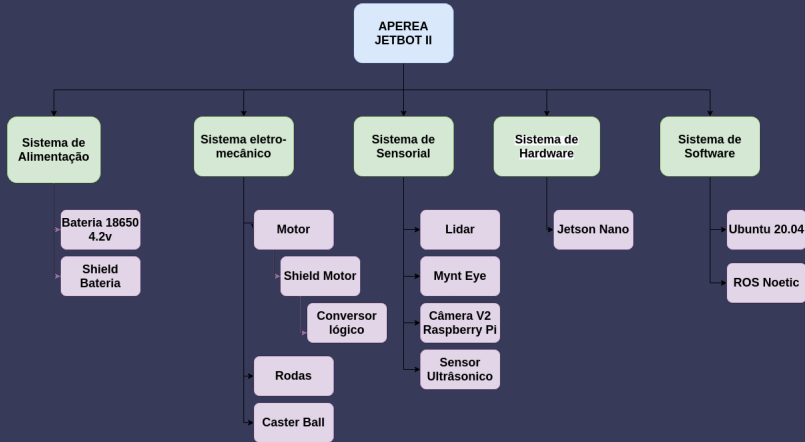 APEREA
JETBOT II
Sistema de
Alimentação
Bateria 18650
4.2v
Shield
Bateria
Sistema eletro-
mecânico
Motor
Shield Motor
Conversor
lógico
Rodas
Caster Ball
Sistema de
Sensorial
Lidar
Mynt Eye
Câmera V2
Raspberry Pi
Sensor
Ultrâsonico
Sistema de
Hardware
Jetson Nano
Sistema de
Software
Ubuntu 20.04
ROS Noetic